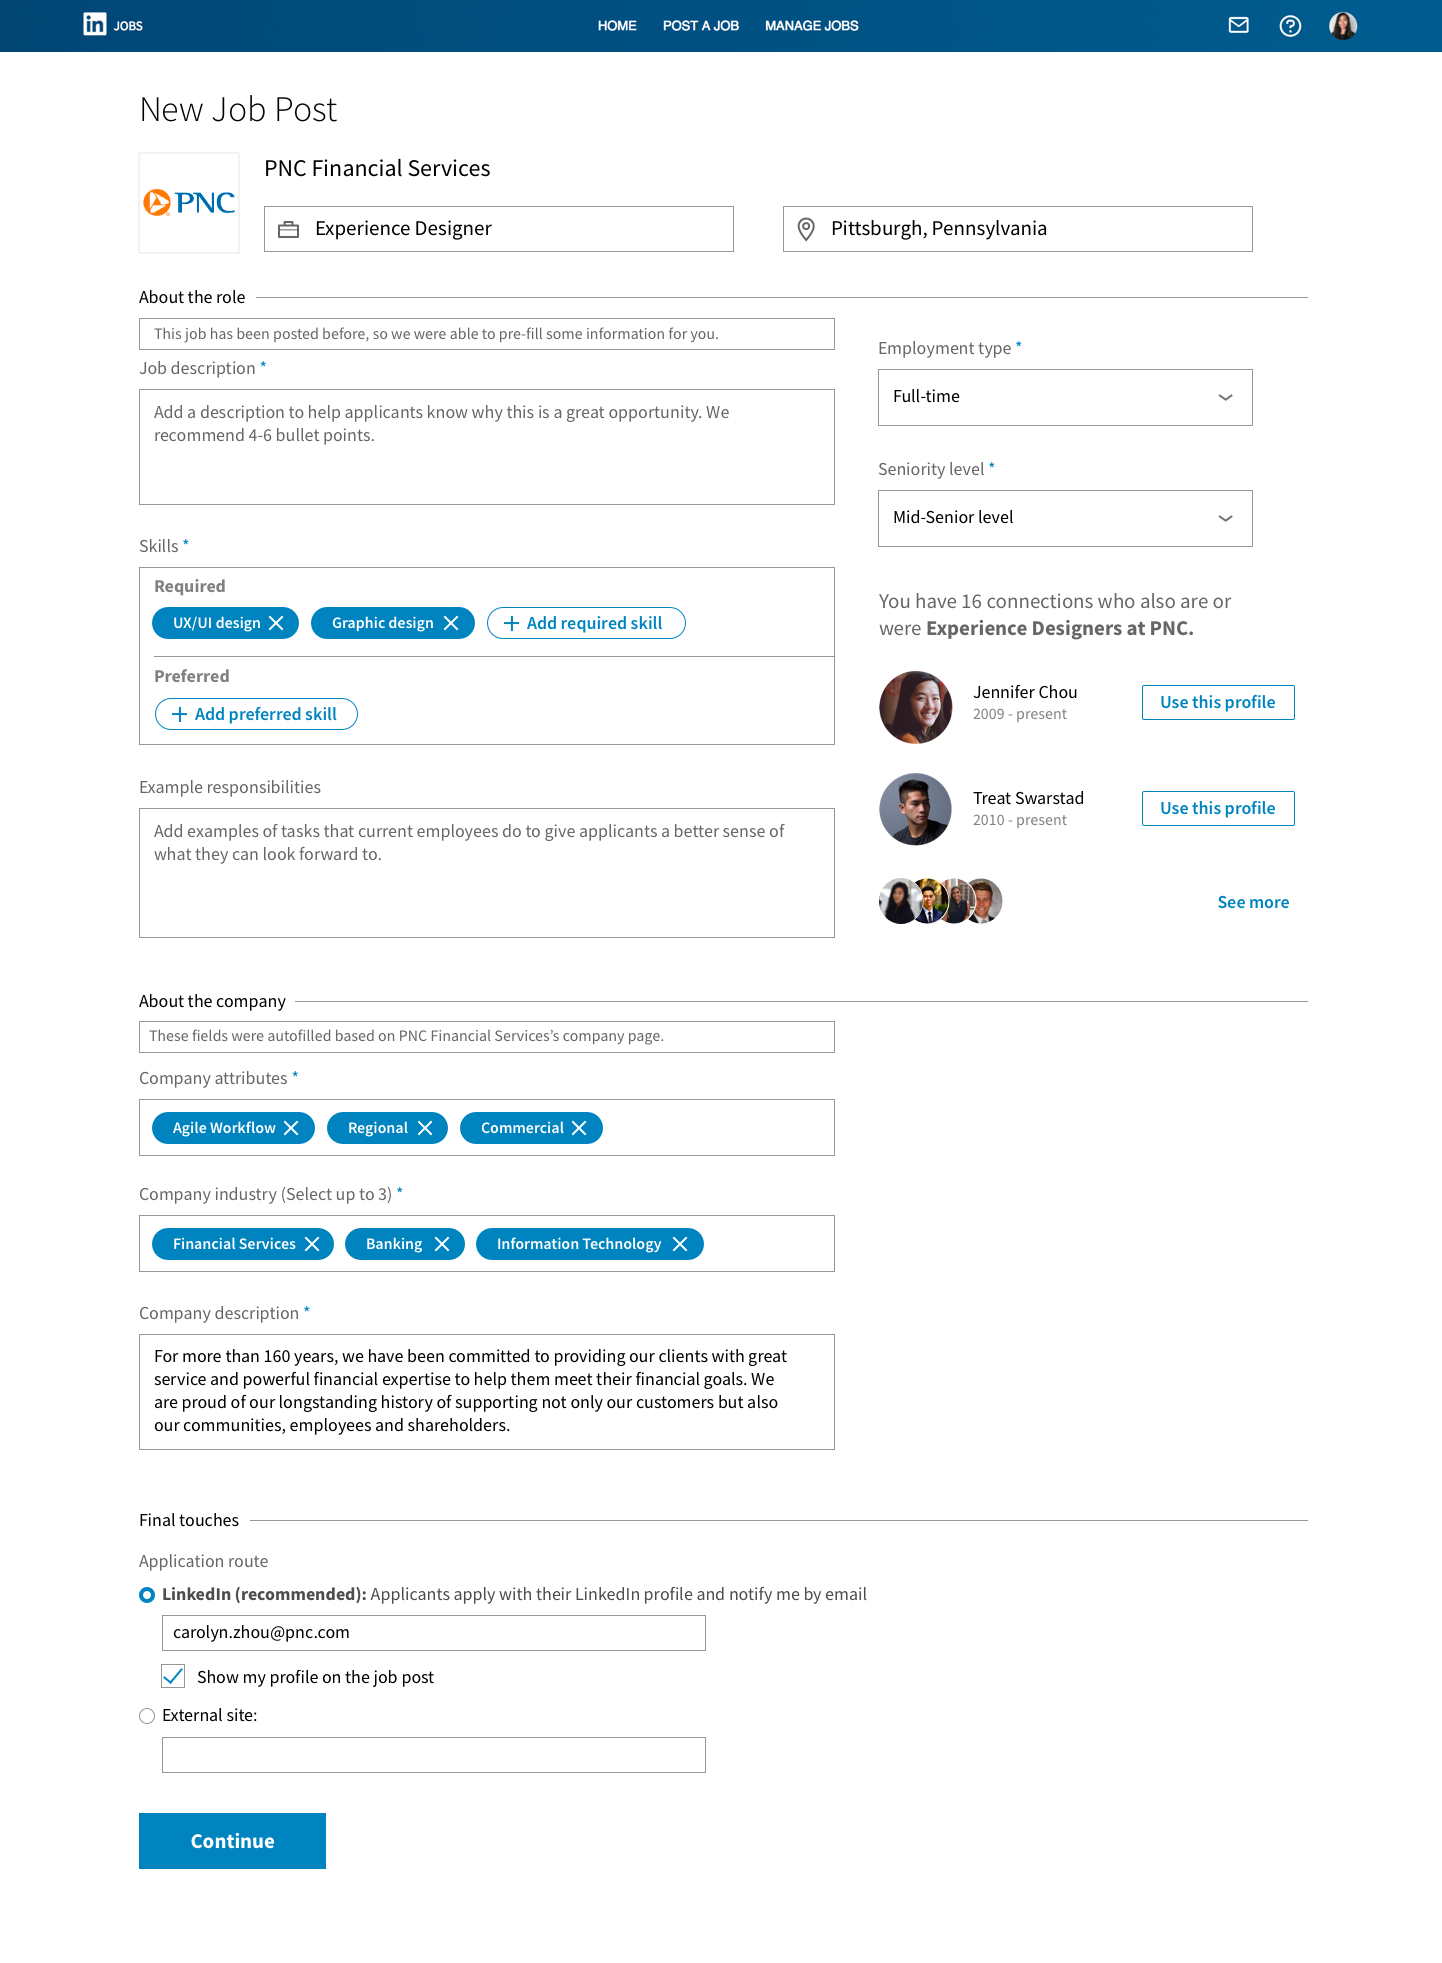 in JOBS
HOME
POST A JOB
MANAGE JOBS
New Job Post
PNC
PNC Financial Services
Experience Designer
Pittsburgh, Pennsylvania
About the role
This job has been posted before, so we were able to pre-fill some information for you.
Job description *
Add a description to help applicants know why this is a great opportunity. We
recommend 4-6 bullet points.
Skills *
Required
UX/UI design
Graphic design
Add required skill
Preferred
Add preferred skill
Example responsibilities
Add examples of tasks that current employees do to give applicants a better sense of
what they can look forward to.
Employment type *
Full-time
Seniority level *
Mid-Senior level
You have 16 connections who also are or
were Experience Designers at PNC.
Jennifer Chou
2009 - present
Use this profile
Treat Swarstad
2010 - present
Use this profile
See more
About the company
These fields were autofilled based on PNC Financial Services’s company page.
Company attributes *
Agile Workflow
Regional
Commercial
Company industry (Select up to 3) *
Financial Services
Banking
Information Technology
Company description *
For more than 160 years, we have been committed to providing our clients with great
service and powerful financial expertise to help them meet their financial goals. We
are proud of our longstanding history of supporting not only our customers but also
our communities, employees and shareholders.
Final touches
Application route
LinkedIn (recommended): Applicants apply with their LinkedIn profile and notify me by email
carolyn.zhou@pnc.com
Show my profile on the job post
External site:
Continue